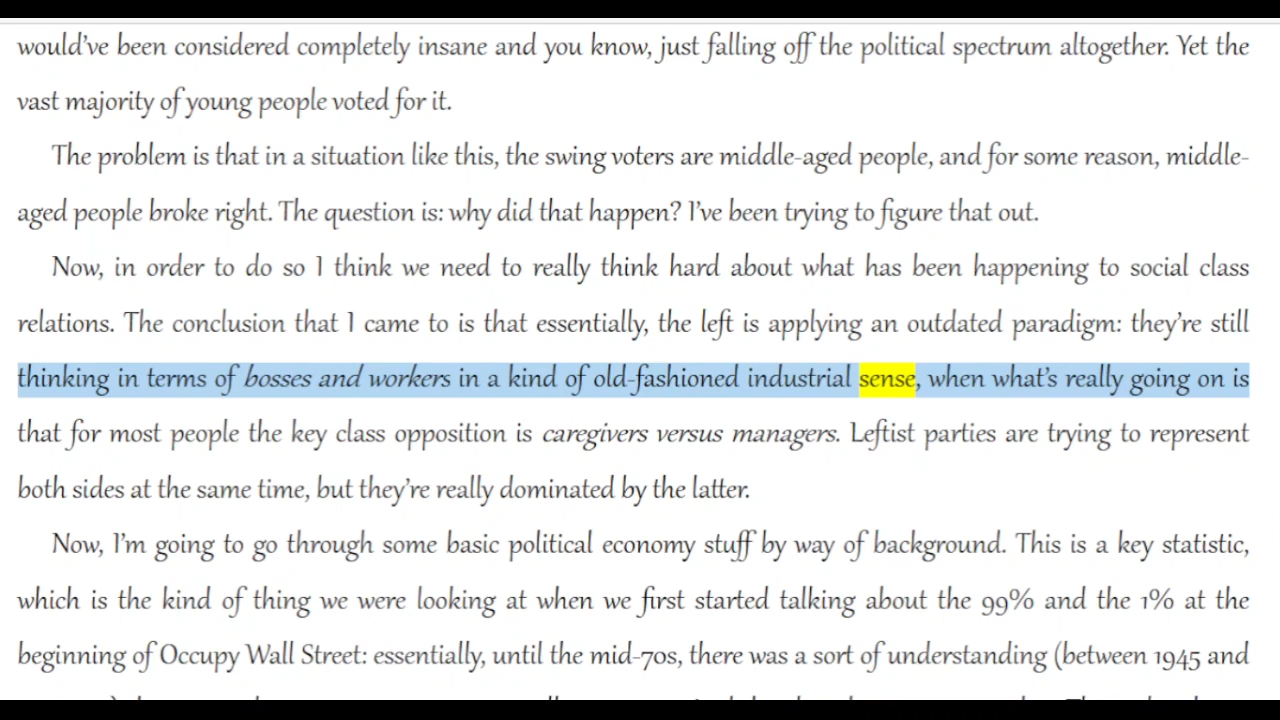 would've been considered completely insane and you know, just falling off the political spectrum altogether. Yet the
vast majority of young people voted for it.
The problem is that in a situation like this, the swing voters are middle-aged people, and for some reason, middle-
aged people broke right. The question is: why did that happen? I've been trying to figure that out.
Now, in order to do so I think we need to really think hard about what has been happening to social class
relations. The conclusion that I came to is that essentially, the left is applying an outdated paradigm: they're still
thinking in terms of bosses and workers in a kind of old-fashioned industrial sense, when what's really going on is
that for most people the key class opposition is caregivers versus managers. Leftist parties are trying to represent
both sides at the same time, but they're really dominated by the latter.
Now, I'm going to go through some basic political economy stuff by way of background. This is a key statistic,
which is the kind of thing we were looking at when we first started talking about the 99% and the 1% at the
beginning of Occupy Wall Street: essentially, until the mid-70s, there was a sort of understanding (between 1945 and